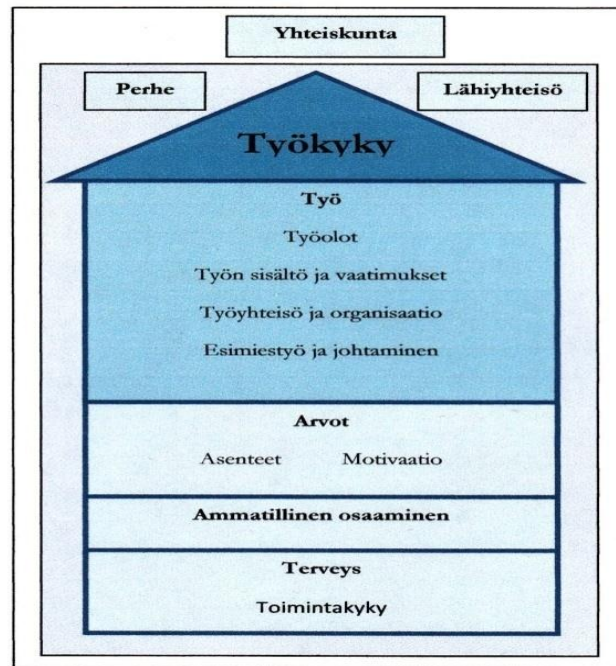 Yhteiskunta
Perhe
Lähiyhteisö
Työkyky
Työ
Työolot
Työn sisältö ja vaatimukset
Työyhteisö ja organisaatio
Esimiestyö ja johtaminen
Arvot
Asenteet Motivaatio
Ammatillinen osaaminen
Terveys
Toimintakyky